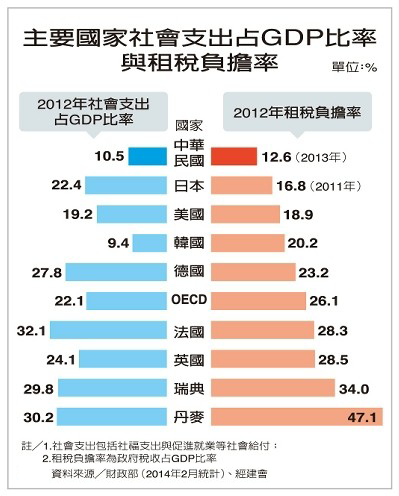 主要國家社會支出占GDP比率
與租稅負擔率
單位:%
2012年社會支出
占GDP比率
國家
2012年租稅負擔率
10.5 中華民國 12.6 (2013年)
22.4 日本 16.8 (2011年)
19.2 美國 18.9
9.4 韓國 20.2
27.8 德國 23.2
22.1 OECD 26.1
32.1 法國 28.3
24.1 英國 28.5
29.8 瑞典 34.0
30.2 丹麥 47.1
註╱1.社會支出包括社福支出與促進就業等社會給付；
2.租稅負擔率為政府稅收占GDP比率
資料來源╱財政部（2014年2月統計）、經建會